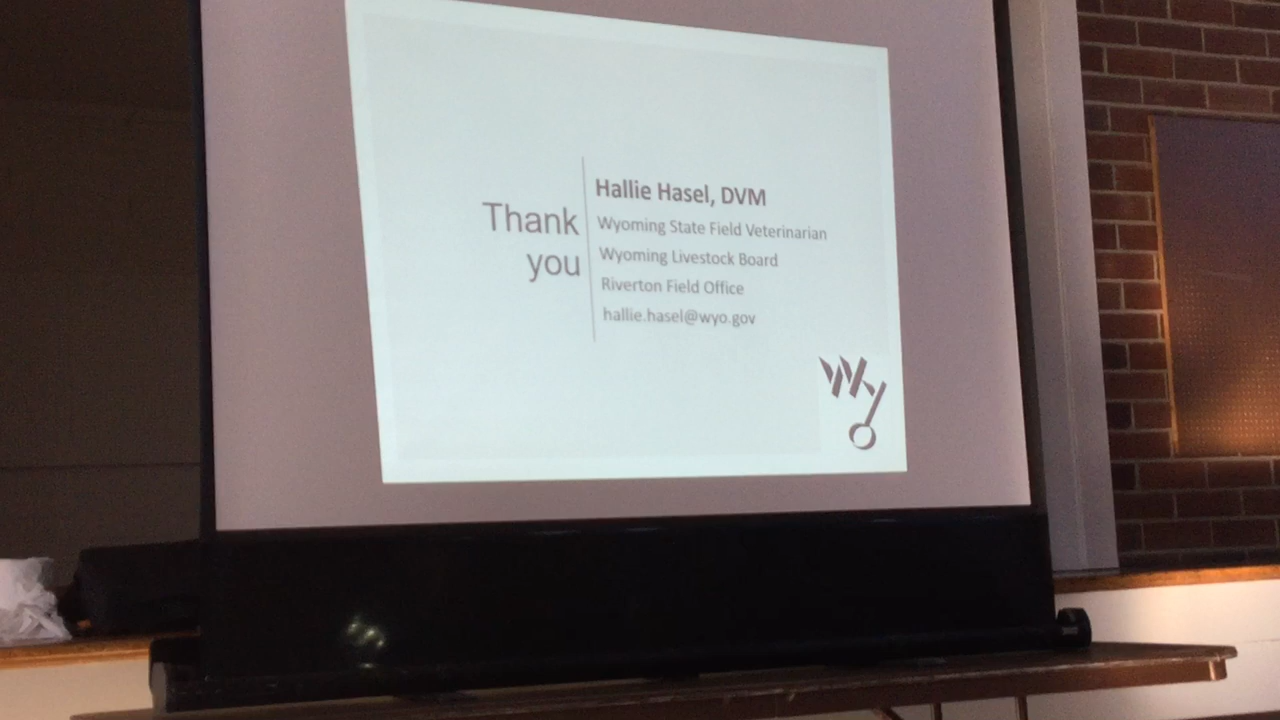 Thank
you
Hallie Hasel, DVM
Wyoming State Field Veterinarian
Wyoming Livestock Board
Riverton Field Office
hallie.hasel@wyo.gov
Wy